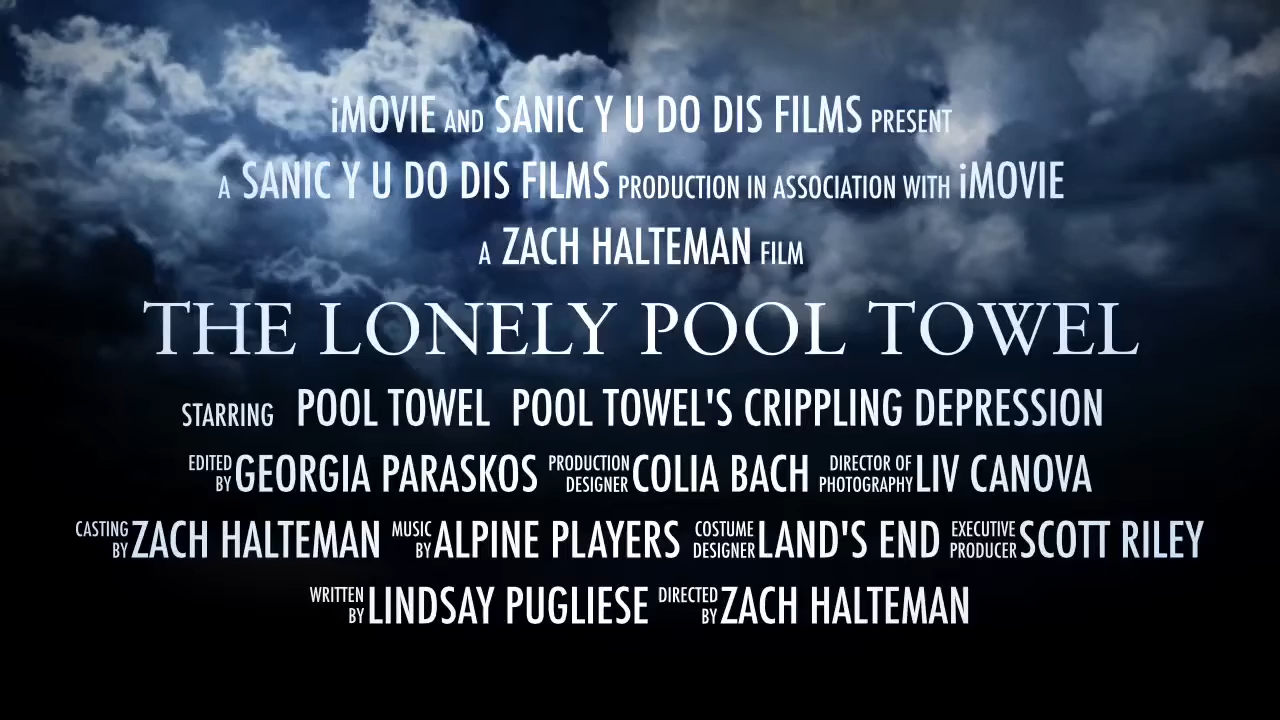 iMOVIE AND SANIC Y U DO DIS FILMS PRESENT
A SANIC Y U DO DIS FILMS PRODUCTION IN ASSOCIATION WITH iMOVIE
A ZACH HALTEMAN FILM
THE LONELY POOL TOWEL
STARRING POOL TOWEL POOL TOWEL'S CRIPPLING DEPRESSION
EDITED BY GEORGIA PARASKOS PRODUCTION DESIGNER COLIA BACH DIRECTOR OF PHOTOGRAPHY LIV CANOVA
CASTING BY ZACH HALTEMAN MUSIC BY ALPINE PLAYERS COSTUME DESIGNER LAND'S END EXECUTIVE PRODUCER SCOTT RILEY
WRITTEN BY LINDSAY PUGLIESE DIRECTED BY ZACH HALTEMAN